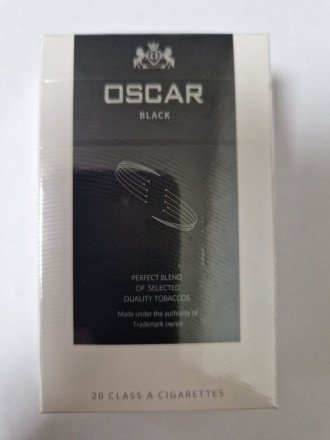 OSCAR
BLACK
PERFECT BLEND
OF SELECTED
QUALITY TOBACCOS
Made under the authority of
Trademark owner
20 CLASS A CIGARETTES